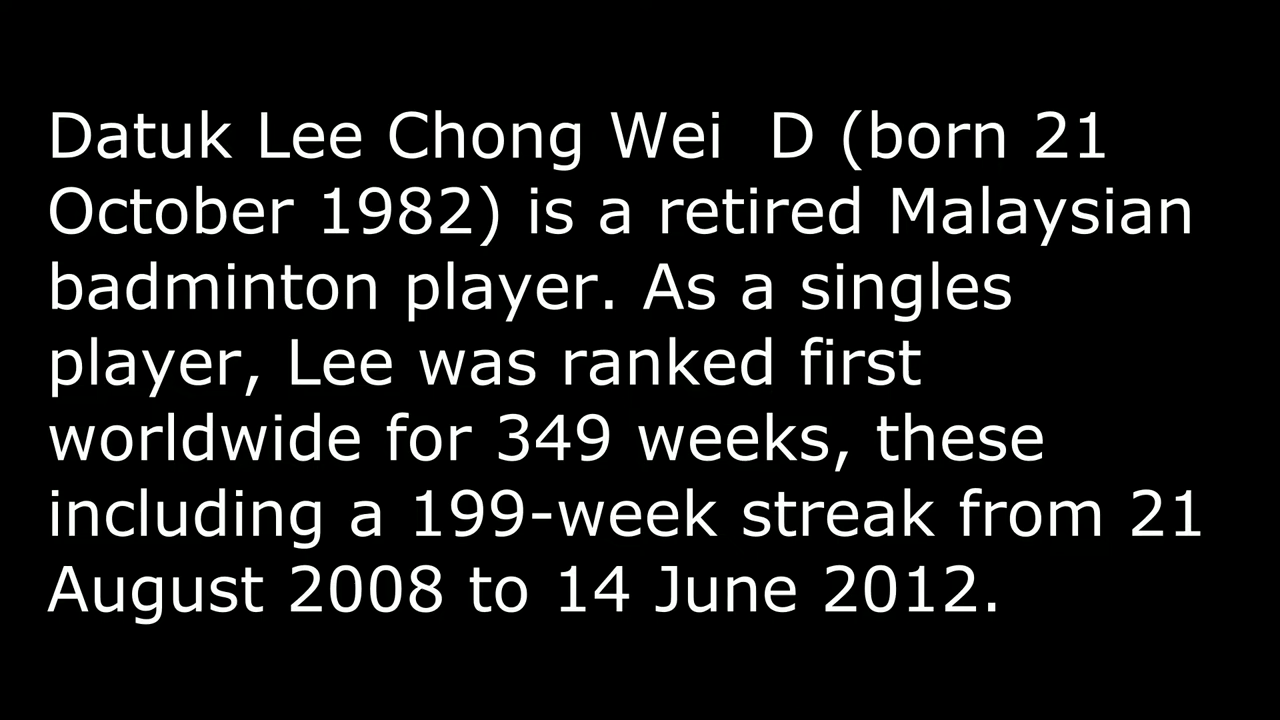 Datuk Lee Chong Wei  D (born 21
October 1982) is a retired Malaysian
badminton player. As a singles
player, Lee was ranked first
worldwide for 349 weeks, these
including a 199-week streak from 21
August 2008 to 14 June 2012.